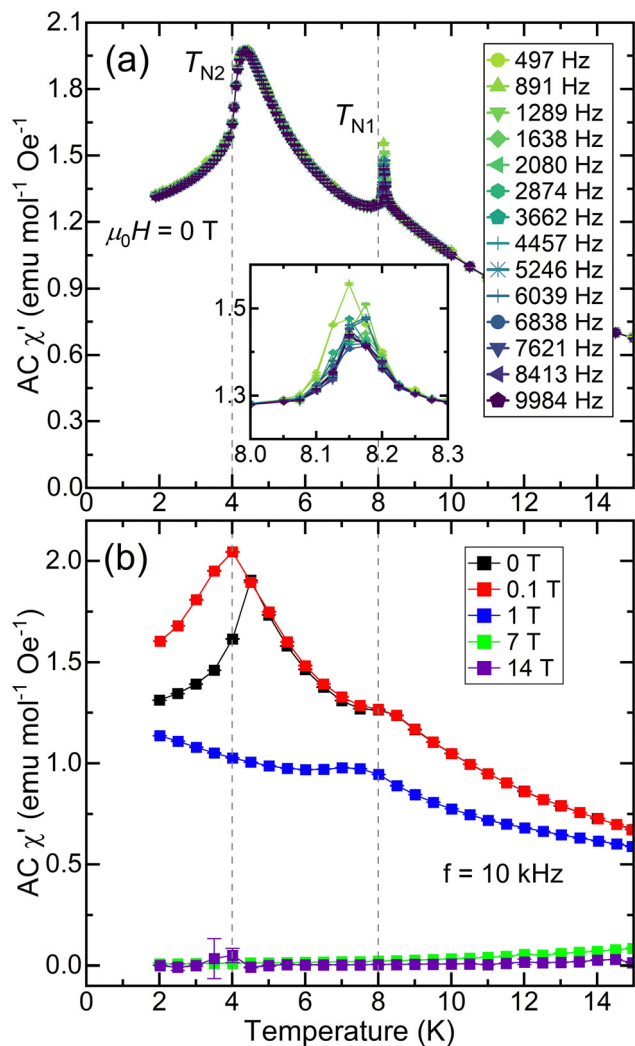 (a)
T_N2
T_N1
497 Hz
891 Hz
1289 Hz
1638 Hz
2080 Hz
2874 Hz
3662 Hz
4457 Hz
5246 Hz
6039 Hz
6838 Hz
7621 Hz
8413 Hz
9984 Hz
μ₀H = 0 T
AC χ' (emu mol⁻¹ Oe⁻¹)
2.1
1.8
1.5
1.2
0.9
0.6
0.3
0.0
1.5
1.3
8.0 8.1 8.2 8.3
0 2 4 6 8 10 12 14
(b)
0 T
0.1 T
1 T
7 T
14 T
AC χ' (emu mol⁻¹ Oe⁻¹)
2.0
1.5
1.0
0.5
0.0
f = 10 kHz
0 2 4 6 8 10 12 14
Temperature (K)